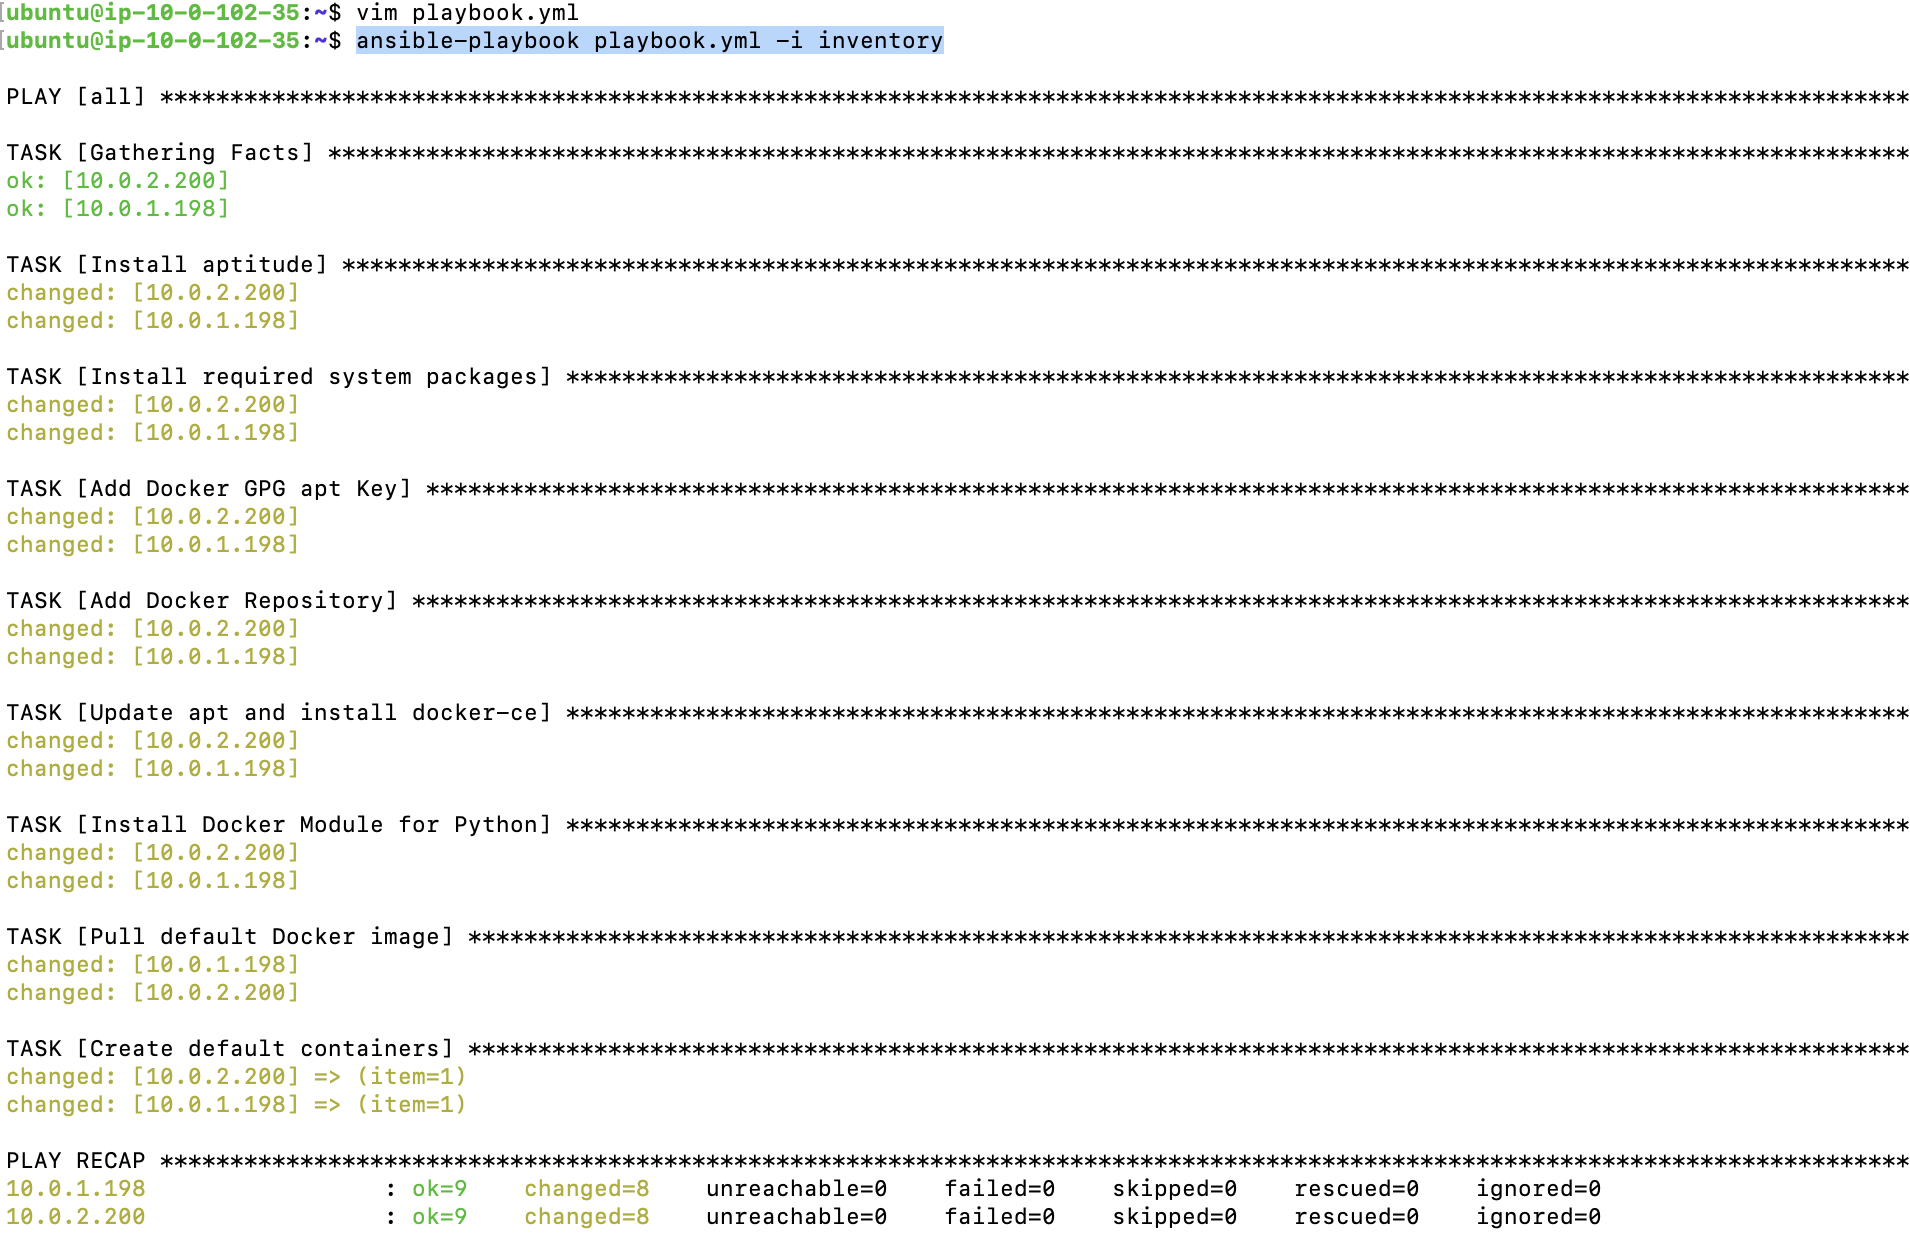 [ubuntu@ip-10-0-102-35:~$ vim playbook.yml
[ubuntu@ip-10-0-102-35:~$ ansible-playbook playbook.yml -i inventory
PLAY [all] *****************************************************************************************************************************
TASK [Gathering Facts] *****************************************************************************************************************
ok: [10.0.2.200]
ok: [10.0.1.198]
TASK [Install aptitude] ****************************************************************************************************************
changed: [10.0.2.200]
changed: [10.0.1.198]
TASK [Install required system packages] ************************************************************************************************
changed: [10.0.2.200]
changed: [10.0.1.198]
TASK [Add Docker GPG apt Key] **********************************************************************************************************
changed: [10.0.2.200]
changed: [10.0.1.198]
TASK [Add Docker Repository] ***********************************************************************************************************
changed: [10.0.2.200]
changed: [10.0.1.198]
TASK [Update apt and install docker-ce] ************************************************************************************************
changed: [10.0.2.200]
changed: [10.0.1.198]
TASK [Install Docker Module for Python] ************************************************************************************************
changed: [10.0.2.200]
changed: [10.0.1.198]
TASK [Pull default Docker image] *******************************************************************************************************
changed: [10.0.1.198]
changed: [10.0.2.200]
TASK [Create default containers] *******************************************************************************************************
changed: [10.0.2.200] => (item=1)
changed: [10.0.1.198] => (item=1)
PLAY RECAP *****************************************************************************************************************************
10.0.1.198                 : ok=9    changed=8    unreachable=0    failed=0    skipped=0    rescued=0    ignored=0
10.0.2.200                 : ok=9    changed=8    unreachable=0    failed=0    skipped=0    rescued=0    ignored=0